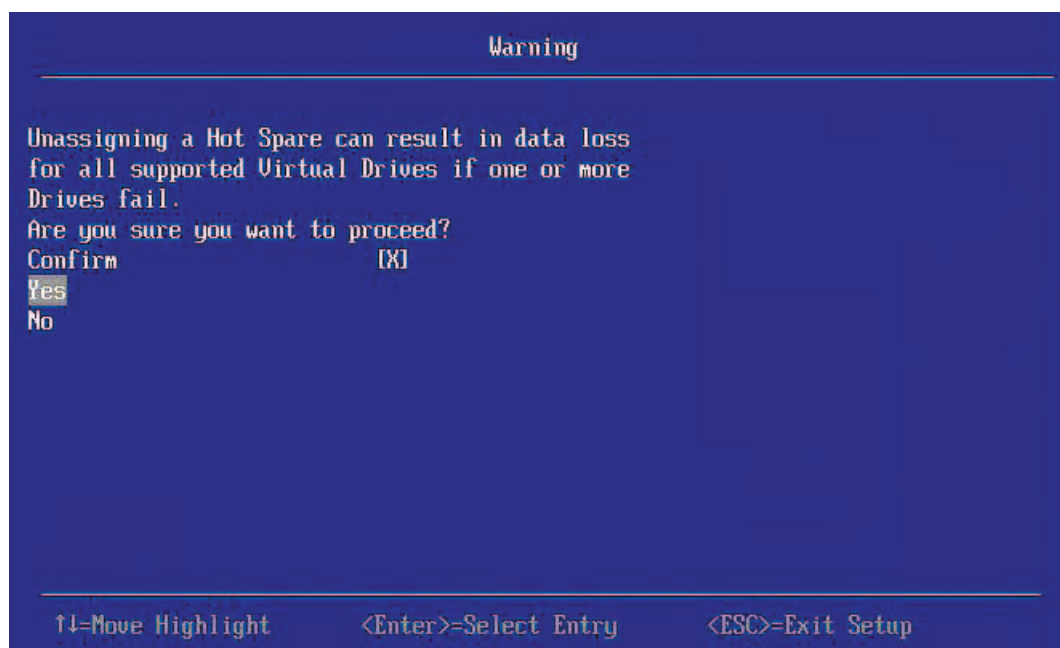 Warning
Unassigning a Hot Spare can result in data loss
for all supported Virtual Drives if one or more
Drives fail.
Are you sure you want to proceed?
Confirm [X]
Yes
No
↑↓=Move Highlight <Enter>=Select Entry <ESC>=Exit Setup